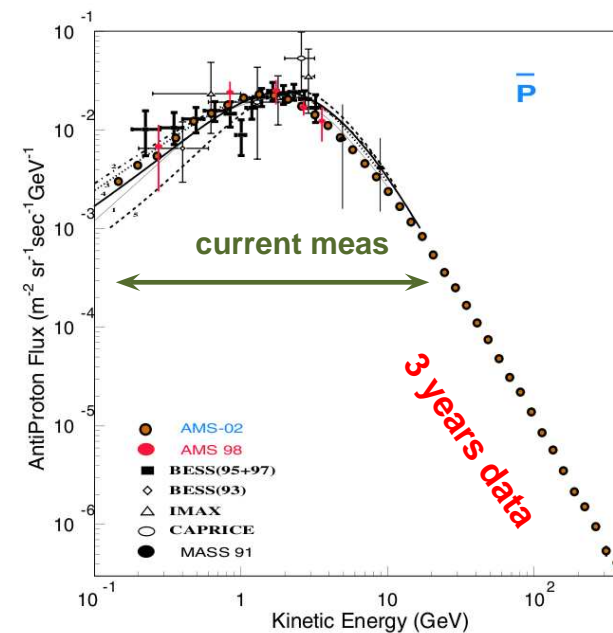 10⁻¹
P̅
10⁻²
10⁻³
current meas
10⁻⁴
3 years data
10⁻⁵
10⁻⁶
AntiProton Flux (m⁻² sr⁻¹sec⁻¹GeV⁻¹
AMS-02
AMS 98
BESS(95+97)
BESS(93)
IMAX
CAPRICE
MASS 91
10⁻¹
1
10
10²
Kinetic Energy (GeV)